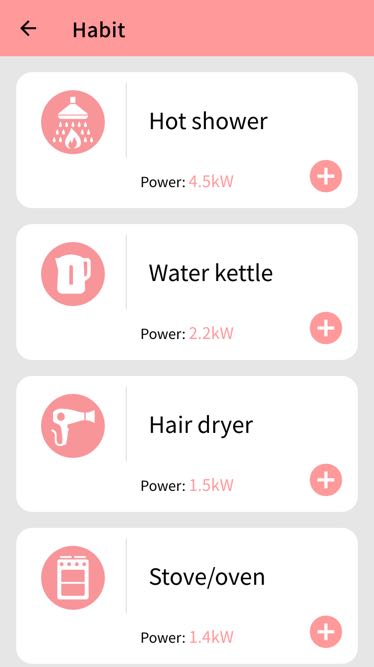 Habit
Hot shower
Power: 4.5kW
Water kettle
Power: 2.2kW
Hair dryer
Power: 1.5kW
Stove/oven
Power: 1.4kW